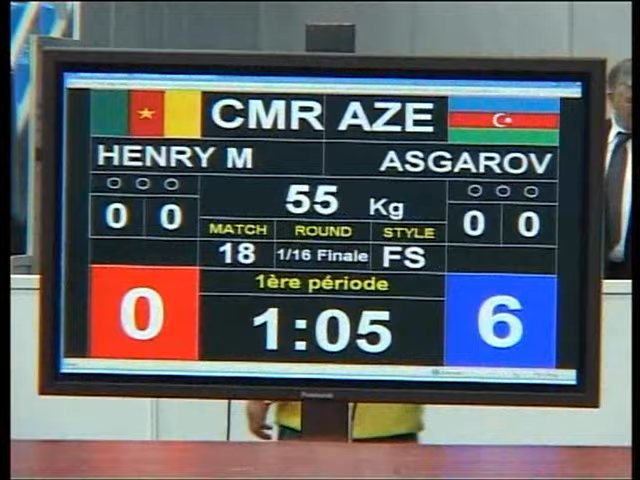 CMR AZE
HENRY M ASGAROV
55 Kg
0 0 0 0
MATCH ROUND STYLE
18 1/16 Finale FS
1ère période
0 1:05 6
Panasonic